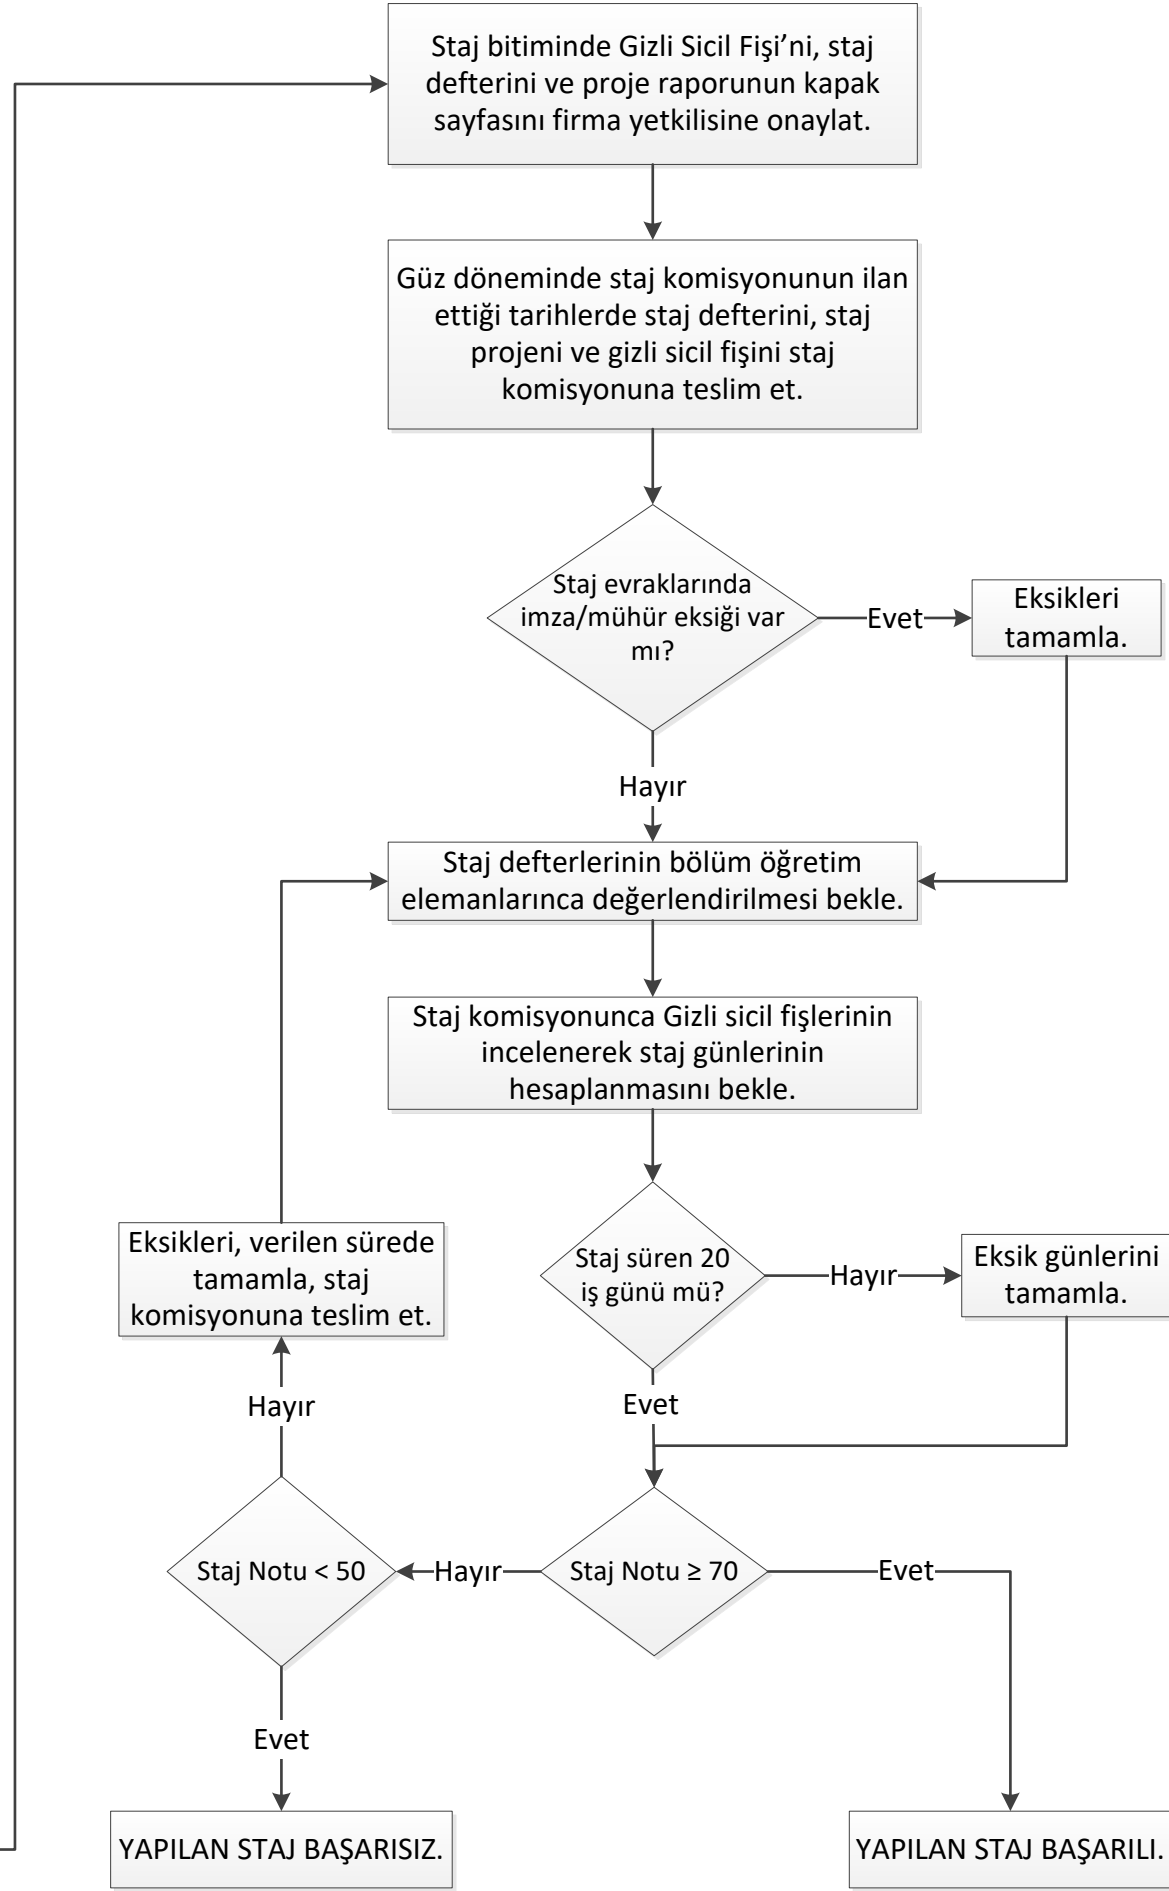 Staj bitiminde Gizli Sicil Fişi’ni, staj
defterini ve proje raporunun kapak
sayfasını firma yetkilisine onaylat.
Güz döneminde staj komisyonunun ilan
ettiği tarihlerde staj defterini, staj
projeni ve gizli sicil fişini staj
komisyonuna teslim et.
Staj evraklarında
imza/mühür eksiği var
mı?
Evet
Eksikleri
tamamla.
Hayır
Staj defterlerinin bölüm öğretim
elemanlarınca değerlendirilmesi bekle.
Staj komisyonunca Gizli sicil fişlerinin
incelenerek staj günlerinin
hesaplanmasını bekle.
Staj süren 20
iş günü mü?
Hayır
Eksik günlerini
tamamla.
Eksikleri, verilen sürede
tamamla, staj
komisyonuna teslim et.
Evet
Hayır
Staj Notu < 50
Hayır
Staj Notu ≥ 70
Evet
Evet
YAPILAN STAJ BAŞARISIZ.
YAPILAN STAJ BAŞARILI.